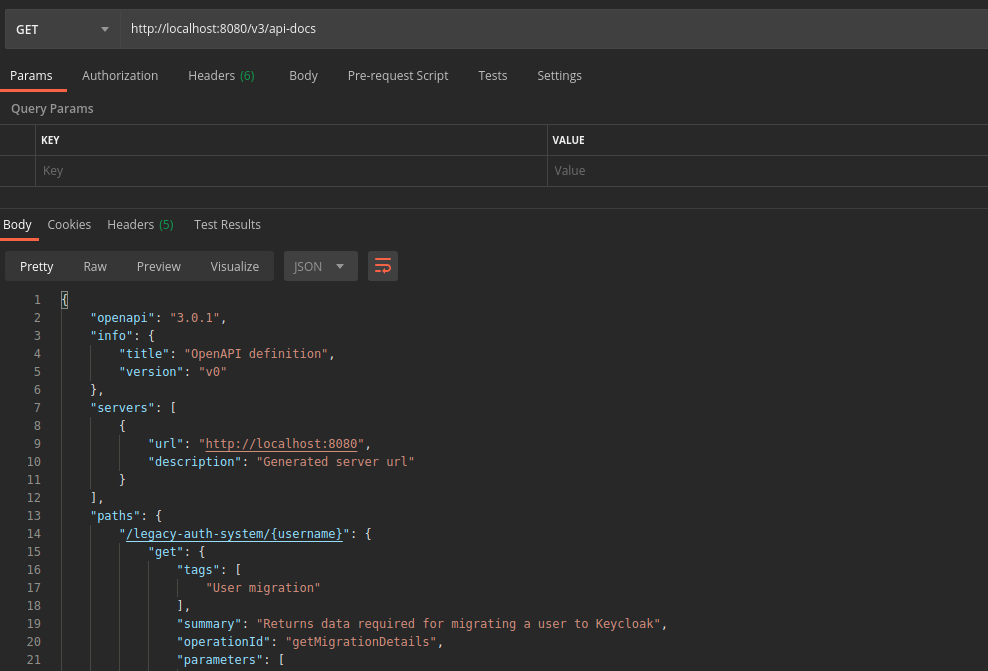 GET http://localhost:8080/v3/api-docs
Params Authorization Headers (6) Body Pre-request Script Tests Settings
Query Params
KEY VALUE
Key Value
Body Cookies Headers (5) Test Results
Pretty Raw Preview Visualize JSON
1 {
2 "openapi": "3.0.1",
3 "info": {
4 "title": "OpenAPI definition",
5 "version": "v0"
6 },
7 "servers": [
8 {
9 "url": "http://localhost:8080",
10 "description": "Generated server url"
11 }
12 ],
13 "paths": {
14 "/legacy-auth-system/{username}": {
15 "get": {
16 "tags": [
17 "User migration"
18 ],
19 "summary": "Returns data required for migrating a user to Keycloak",
20 "operationId": "getMigrationDetails",
21 "parameters": [